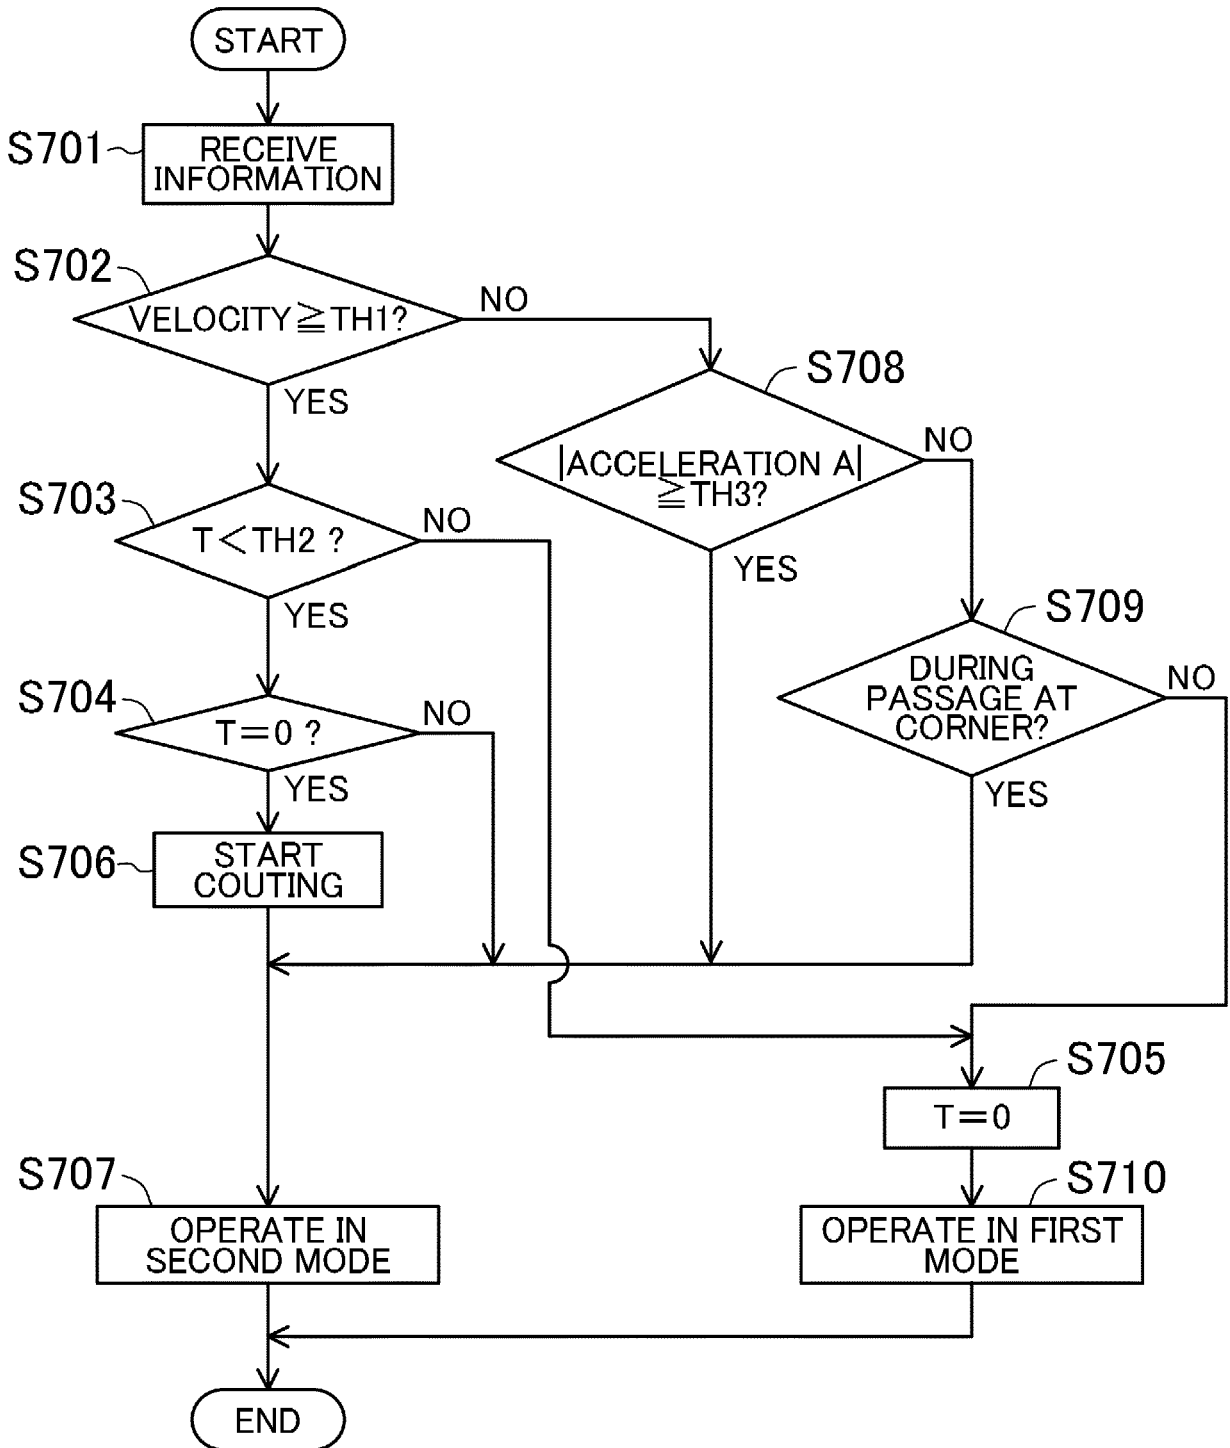 START
S701
RECEIVE
INFORMATION
S702
VELOCITY≧TH1?
NO
YES
S708
|ACCELERATION A|
≧TH3?
NO
YES
S703
T<TH2 ?
NO
YES
S709
DURING
PASSAGE AT
CORNER?
NO
YES
S704
T=0 ?
NO
YES
S706
START
COUTING
S705
T=0
S707
OPERATE IN
SECOND MODE
S710
OPERATE IN FIRST
MODE
END